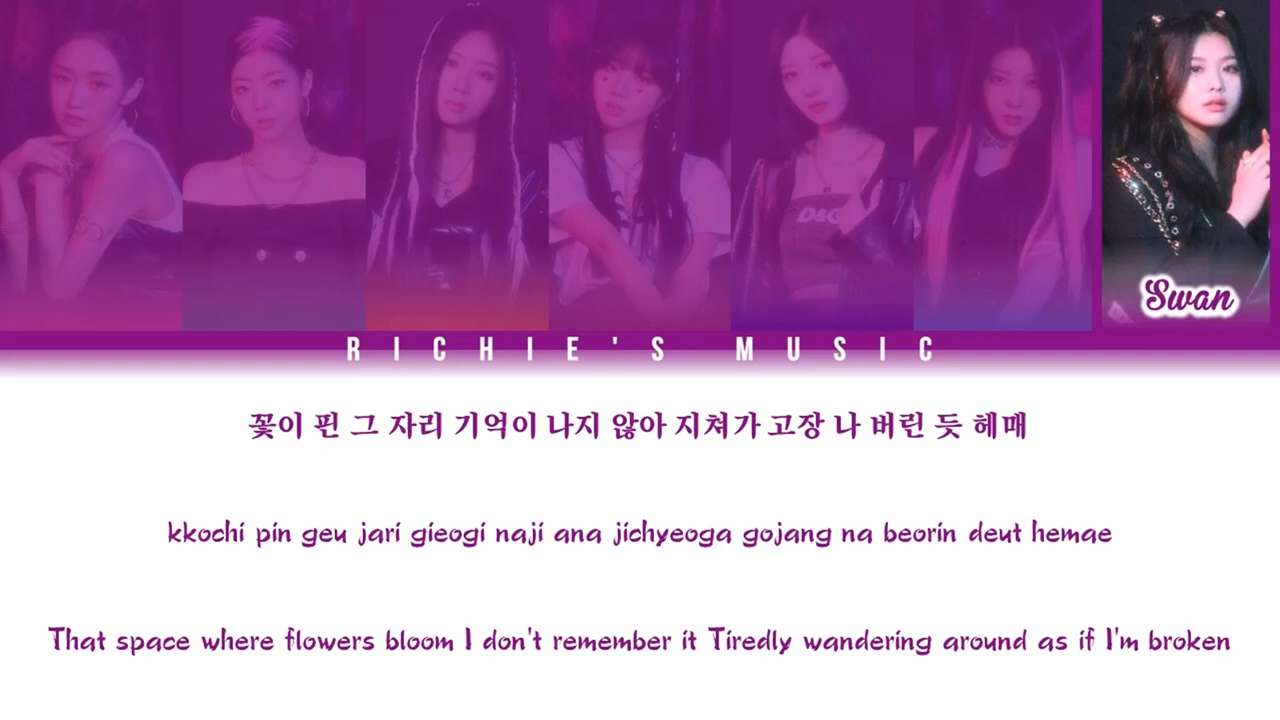 D&G
Swan
RICHIE'S MUSIC
꽃이 핀 그 자리 기억이 나지 않아 지쳐가 고장 나 버린 듯 헤매
kkochi pin geu jari gieogi naji ana jichyeoga gojang na beorin deut hemae
That space where flowers bloom I don't remember it Tiredly wandering around as if I'm broken